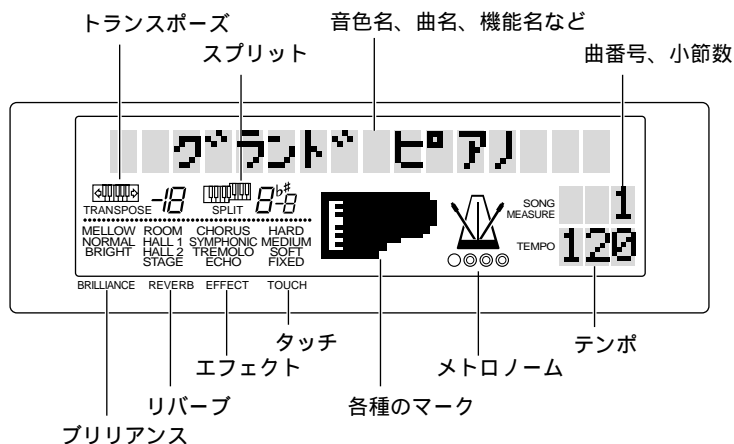 トランスポーズ
音色名、曲名、機能名など
スプリット
曲番号、小節数
グランド ピアノ
TRANSPOSE -18
SPLIT 8♭♯-8
SONG
MEASURE 1
TEMPO 120
MELLOW ROOM CHORUS HARD
NORMAL HALL 1 SYMPHONIC MEDIUM
BRIGHT HALL 2 TREMOLO SOFT
STAGE ECHO FIXED
BRILLIANCE REVERB EFFECT TOUCH
タッチ
テンポ
エフェクト
メトロノーム
リバーブ
各種のマーク
ブリリアンス